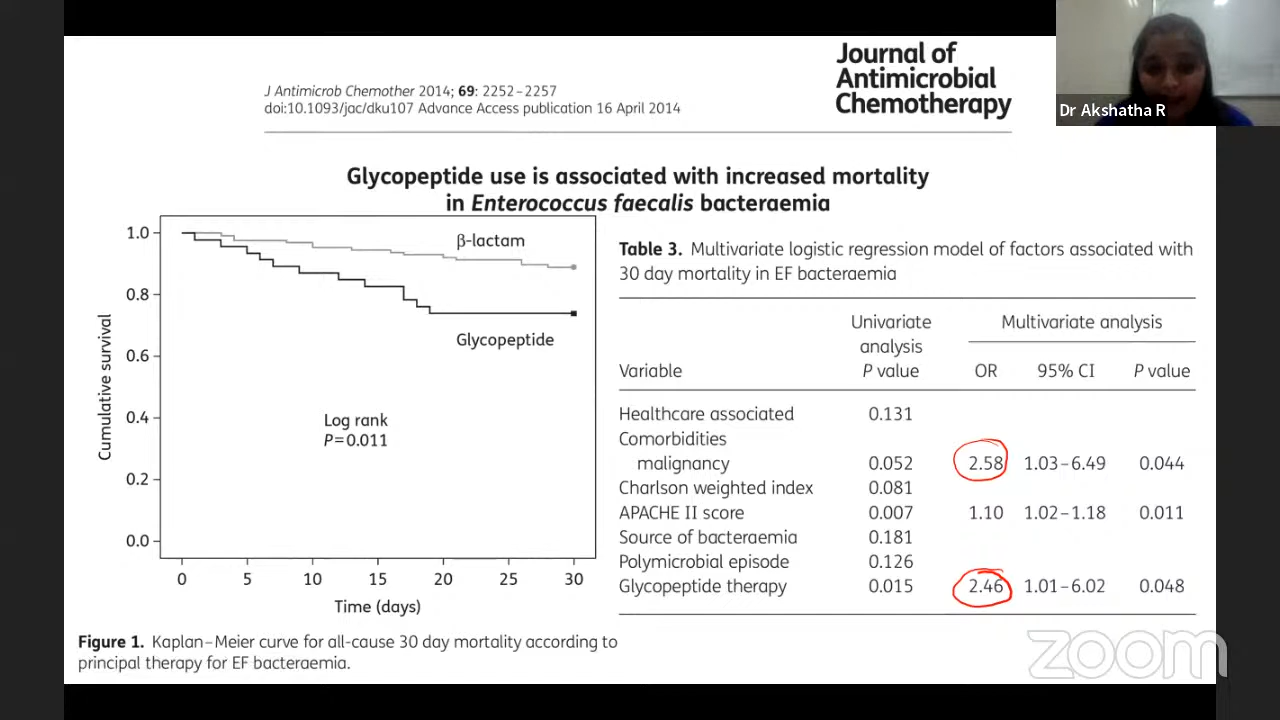 J Antimicrob Chemother 2014; 69: 2252–2257
doi:10.1093/jac/dku107 Advance Access publication 16 April 2014
Journal of
Antimicrobial
Chemotherapy
Dr Akshatha R
Glycopeptide use is associated with increased mortality
in Enterococcus faecalis bacteraemia
1.0
0.8
0.6
0.4
0.2
0.0
Cumulative survival
β-lactam
Glycopeptide
Log rank
P=0.011
0 5 10 15 20 25 30
Time (days)
Figure 1. Kaplan–Meier curve for all-cause 30 day mortality according to
principal therapy for EF bacteraemia.
Table 3. Multivariate logistic regression model of factors associated with
30 day mortality in EF bacteraemia
Univariate Multivariate analysis
analysis
Variable P value OR 95% CI P value
Healthcare associated 0.131
Comorbidities
malignancy 0.052 2.58 1.03–6.49 0.044
Charlson weighted index 0.081
APACHE II score 0.007 1.10 1.02–1.18 0.011
Source of bacteraemia 0.181
Polymicrobial episode 0.126
Glycopeptide therapy 0.015 2.46 1.01–6.02 0.048
zoom